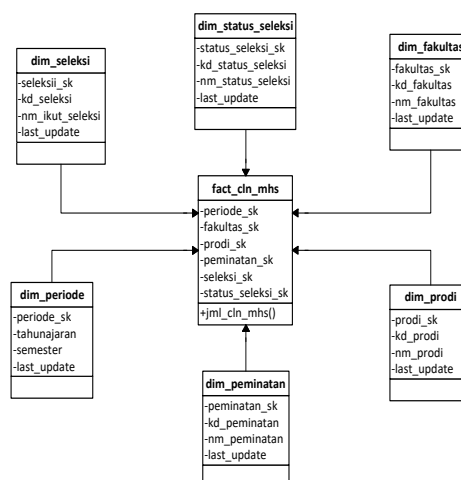 dim_status_seleksi
-status_seleksi_sk
-kd_status_seleksi
-nm_status_seleksi
-last_update
dim_seleksi
-seleksii_sk
-kd_seleksi
-nm_ikut_seleksi
-last_update
dim_fakultas
-fakultas_sk
-kd_fakultas
-nm_fakultas
-last_update
fact_cln_mhs
-periode_sk
-fakultas_sk
-prodi_sk
-peminatan_sk
-seleksi_sk
-status_seleksi_sk
+jml_cln_mhs()
dim_periode
-periode_sk
-tahunajaran
-semester
-last_update
dim_prodi
-prodi_sk
-kd_prodi
-nm_prodi
-last_update
dim_peminatan
-peminatan_sk
-kd_peminatan
-nm_peminatan
-last_update